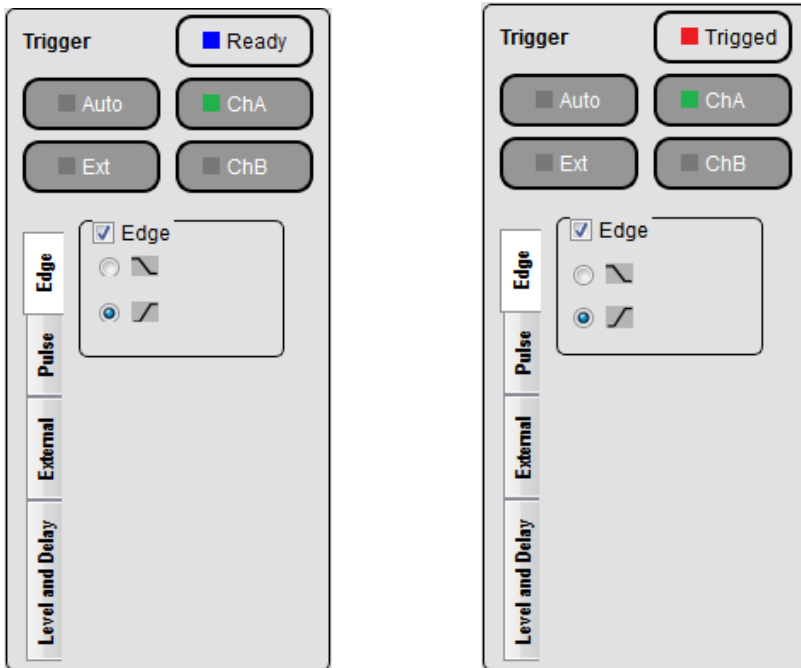 Trigger
Ready
Auto
ChA
Ext
ChB
Edge
Edge
Pulse
External
Level and Delay
Trigger
Trigged
Auto
ChA
Ext
ChB
Edge
Edge
Pulse
External
Level and Delay